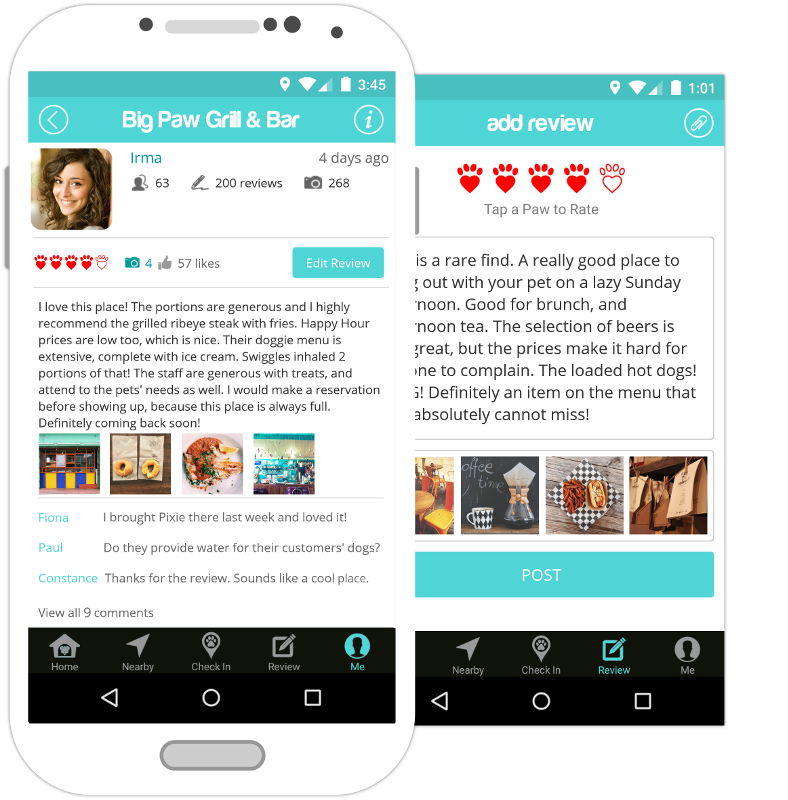 3:45
Big Paw Grill & Bar
i
Irma
4 days ago
63
200 reviews
268
4
57 likes
Edit Review
I love this place! The portions are generous and I highly
recommend the grilled ribeye steak with fries. Happy Hour
prices are low too, which is nice. Their doggie menu is
extensive, complete with ice cream. Swiggles inhaled 2
portions of that! The staff are generous with treats, and
attend to the pets' needs as well. I would make a reservation
before showing up, because this place is always full.
Definitely coming back soon!
Fiona I brought Pixie there last week and loved it!
Paul Do they provide water for their customers' dogs?
Constance Thanks for the review. Sounds like a cool place.
View all 9 comments
Home
Nearby
Check In
Review
Me
1:01
add review
Tap a Paw to Rate
is a rare find. A really good place to
out with your pet on a lazy Sunday
rnoon. Good for brunch, and
rnoon tea. The selection of beers is
great, but the prices make it hard for
one to complain. The loaded hot dogs!
! Definitely an item on the menu that
absolutely cannot miss!
coffee
time
POST
Nearby
Check In
Review
Me